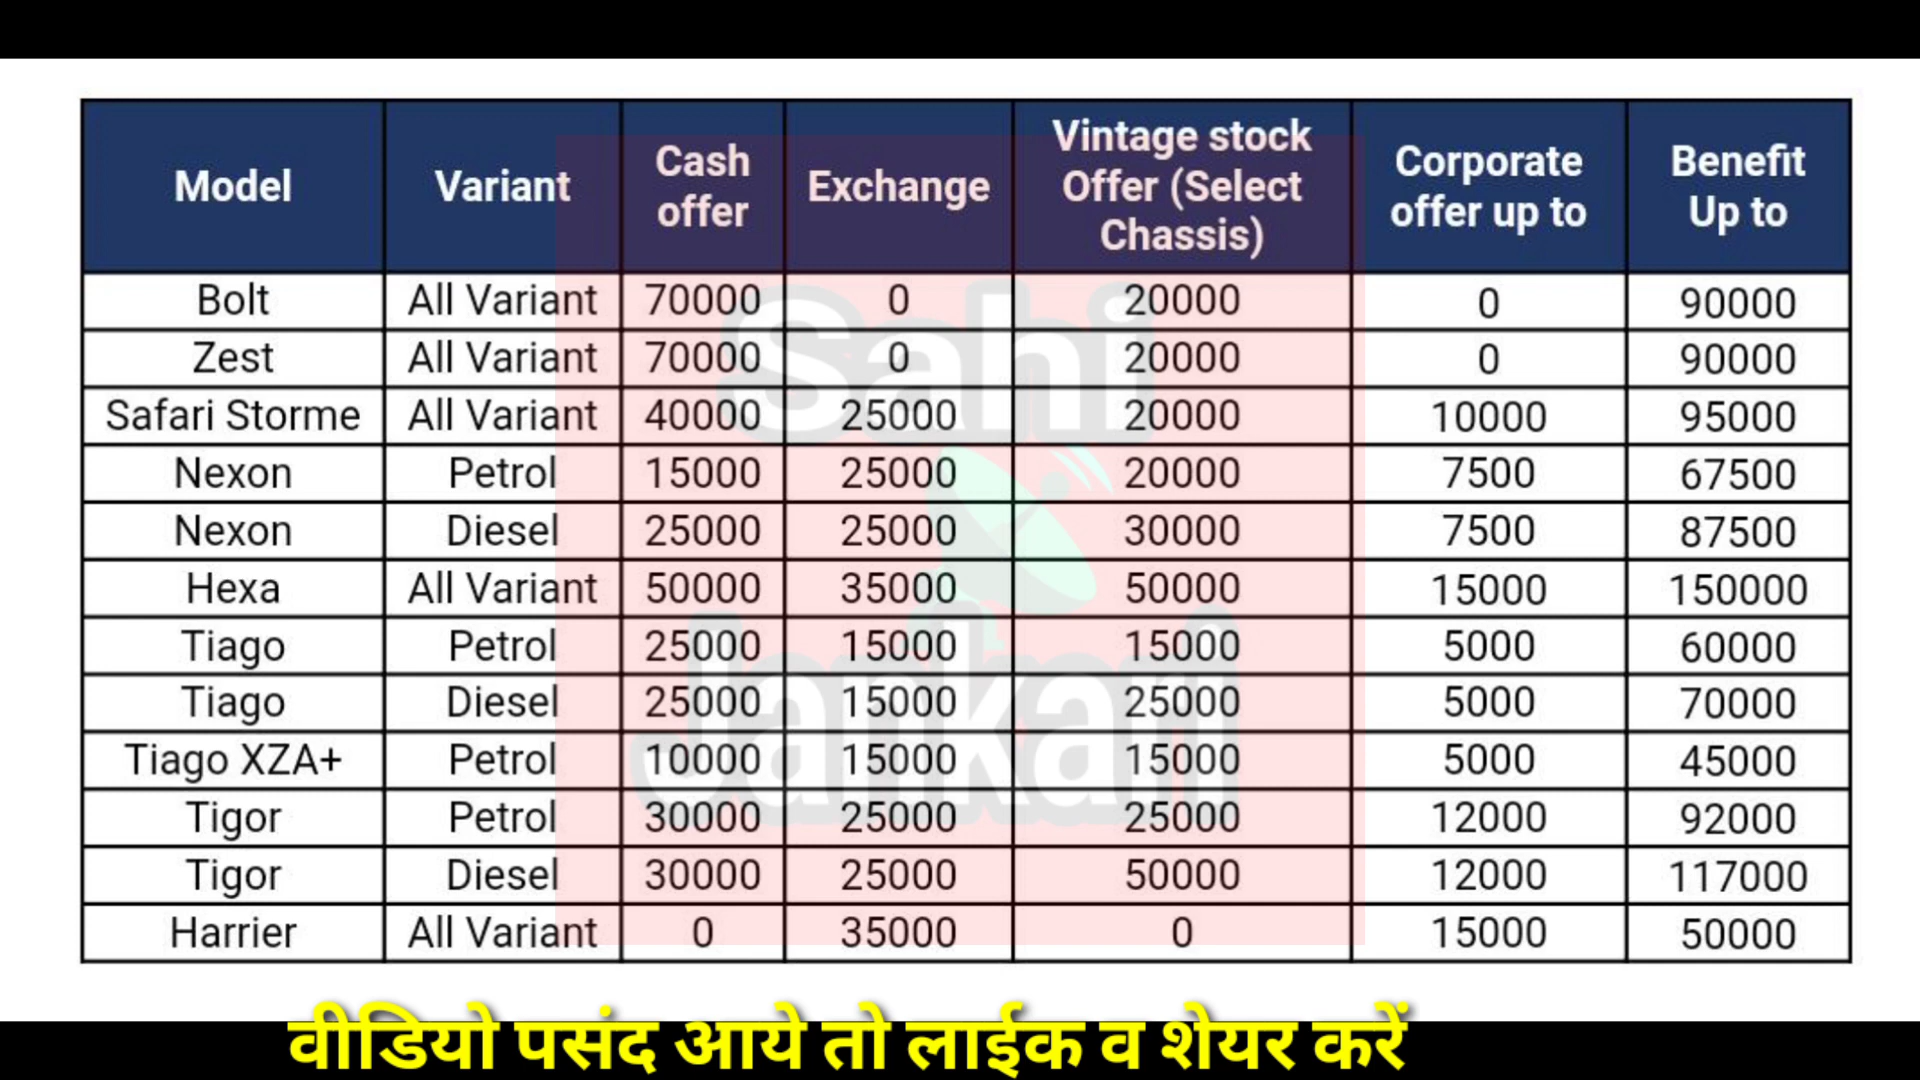 Model Variant Cash offer Exchange Vintage stock Offer (Select Chassis) Corporate offer up to Benefit Up to
Bolt All Variant 70000 0 20000 0 90000
Zest All Variant 70000 0 20000 0 90000
Safari Storme All Variant 40000 25000 20000 10000 95000
Nexon Petrol 15000 25000 20000 7500 67500
Nexon Diesel 25000 25000 30000 7500 87500
Hexa All Variant 50000 35000 50000 15000 150000
Tiago Petrol 25000 15000 15000 5000 60000
Tiago Diesel 25000 15000 25000 5000 70000
Tiago XZA+ Petrol 10000 15000 15000 5000 45000
Tigor Petrol 30000 25000 25000 12000 92000
Tigor Diesel 30000 25000 50000 12000 117000
Harrier All Variant 0 35000 0 15000 50000
Sahi
Jankari
वीडियो पसंद आये तो लाईक व शेयर करें